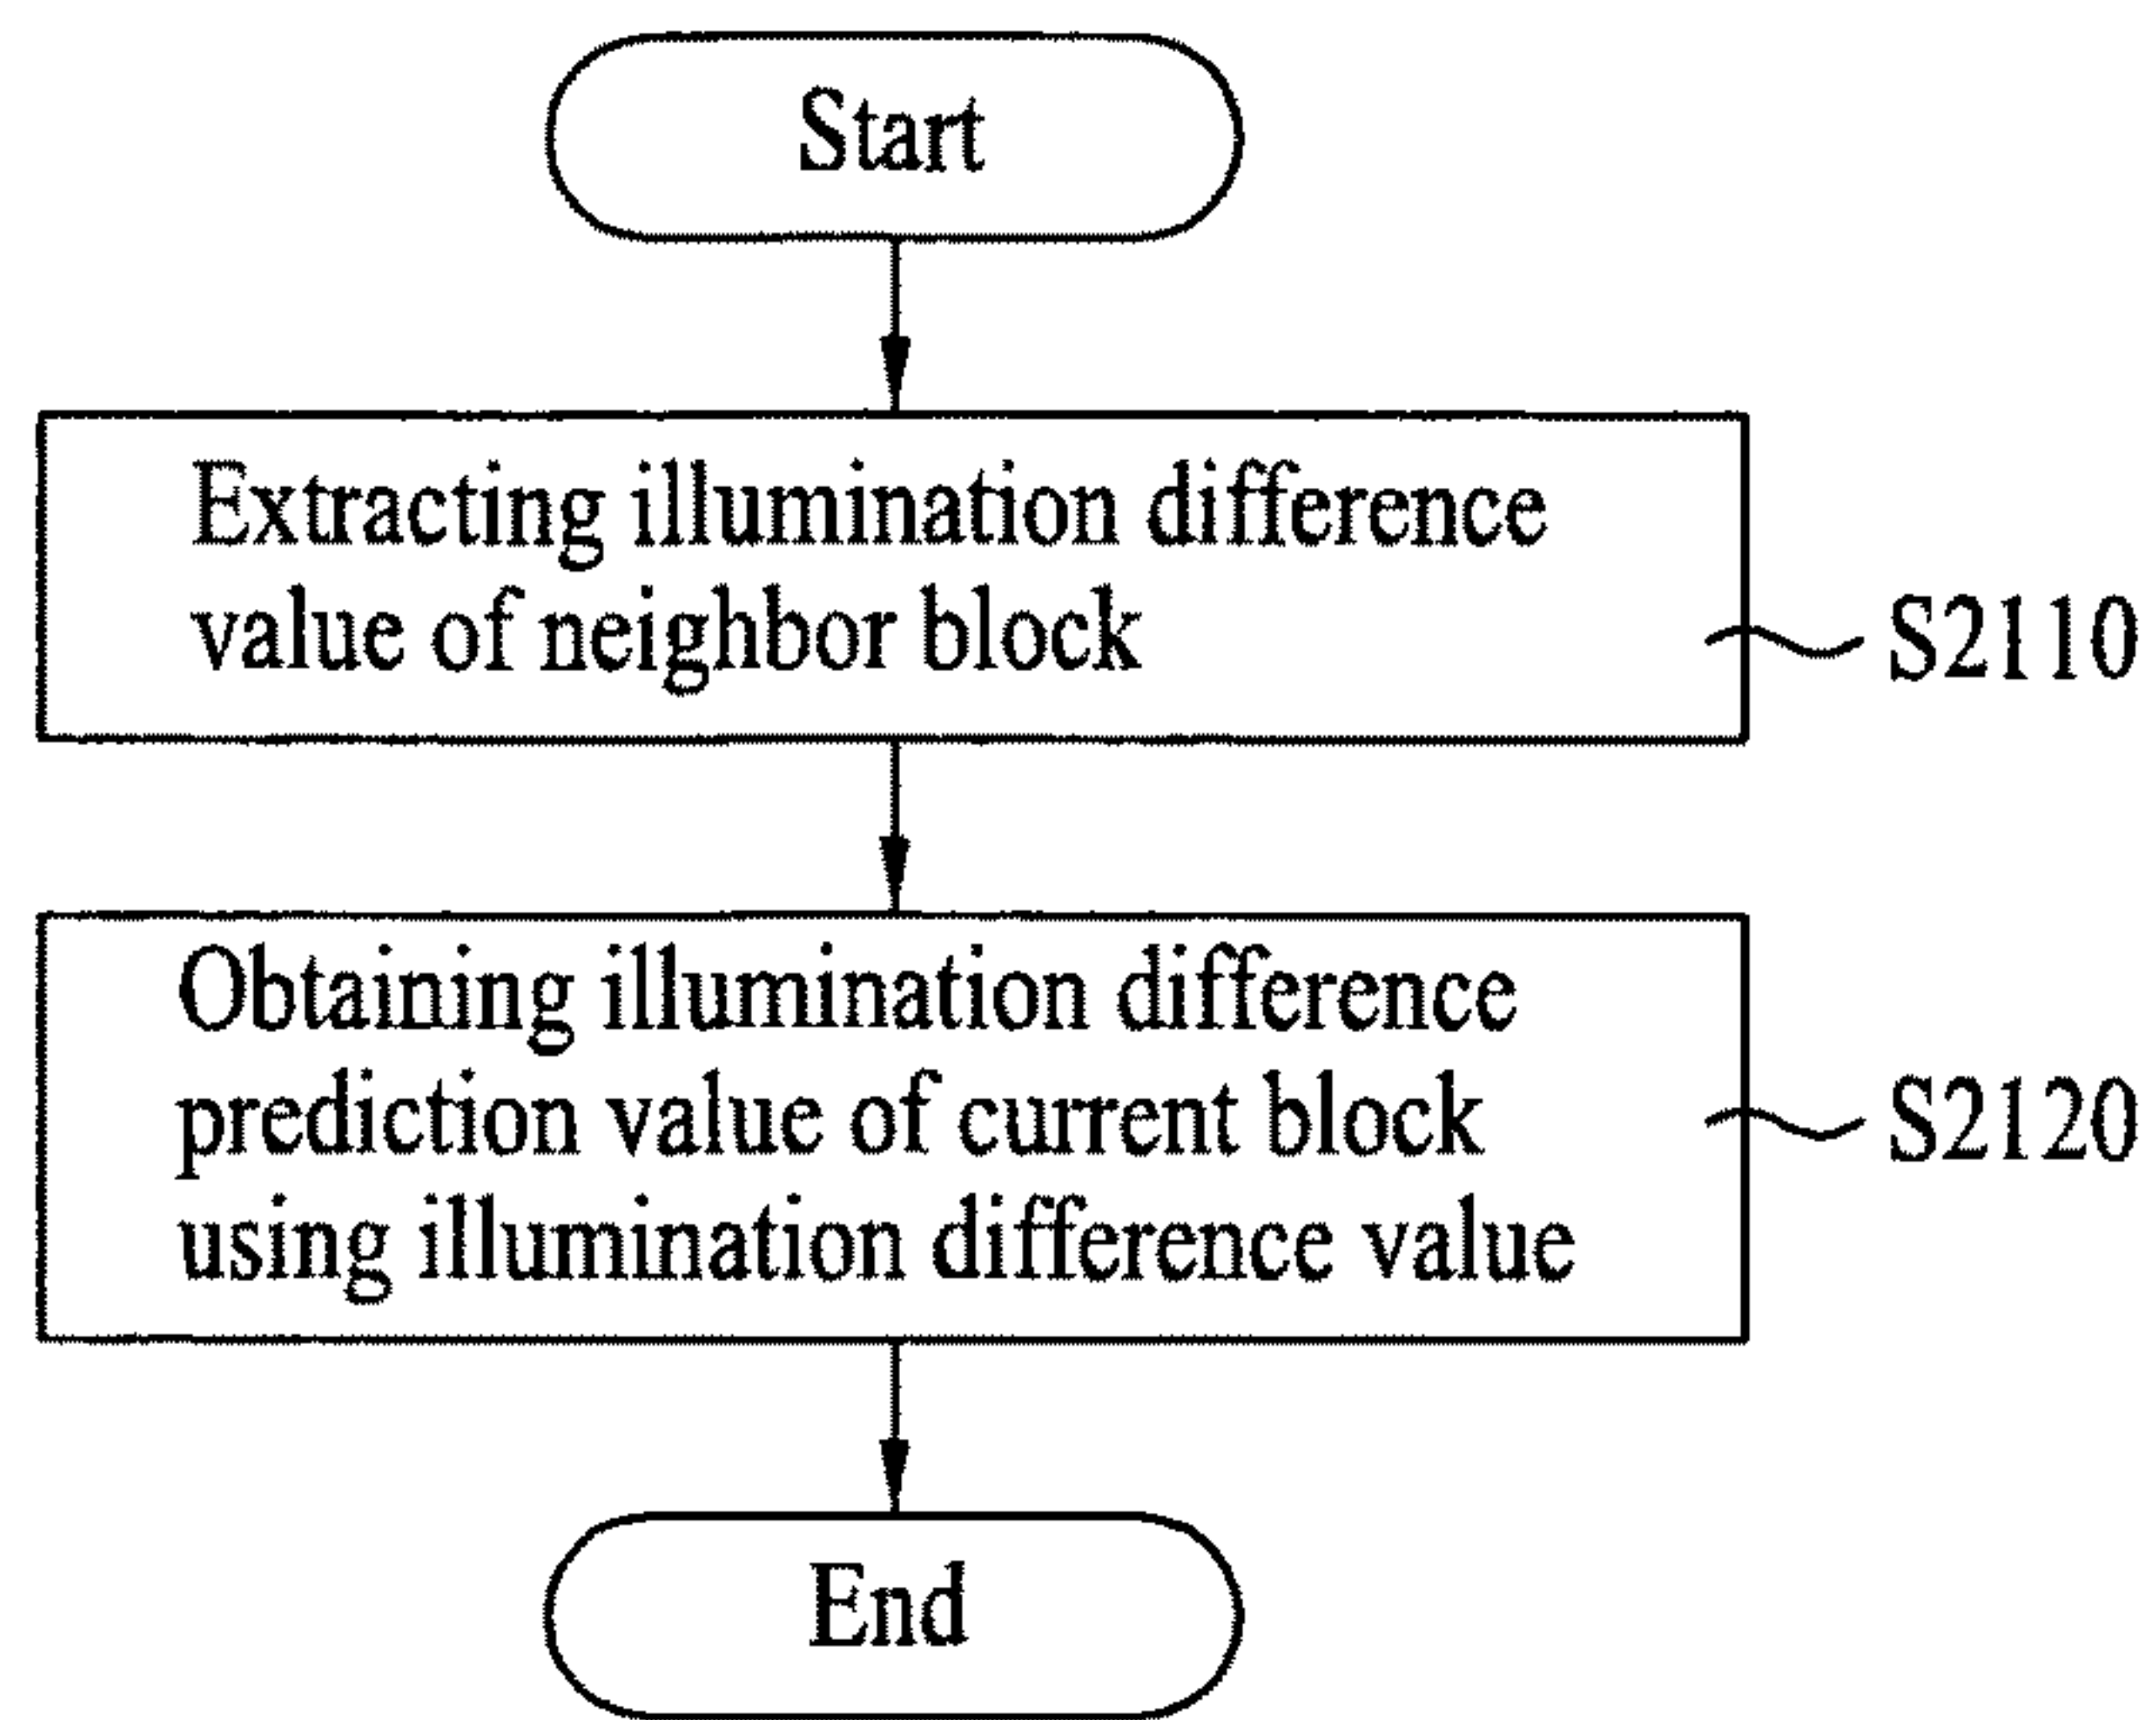 Start
Extracting illumination difference
value of neighbor block
S2110
Obtaining illumination difference
prediction value of current block
S2120
using illumination difference value
End